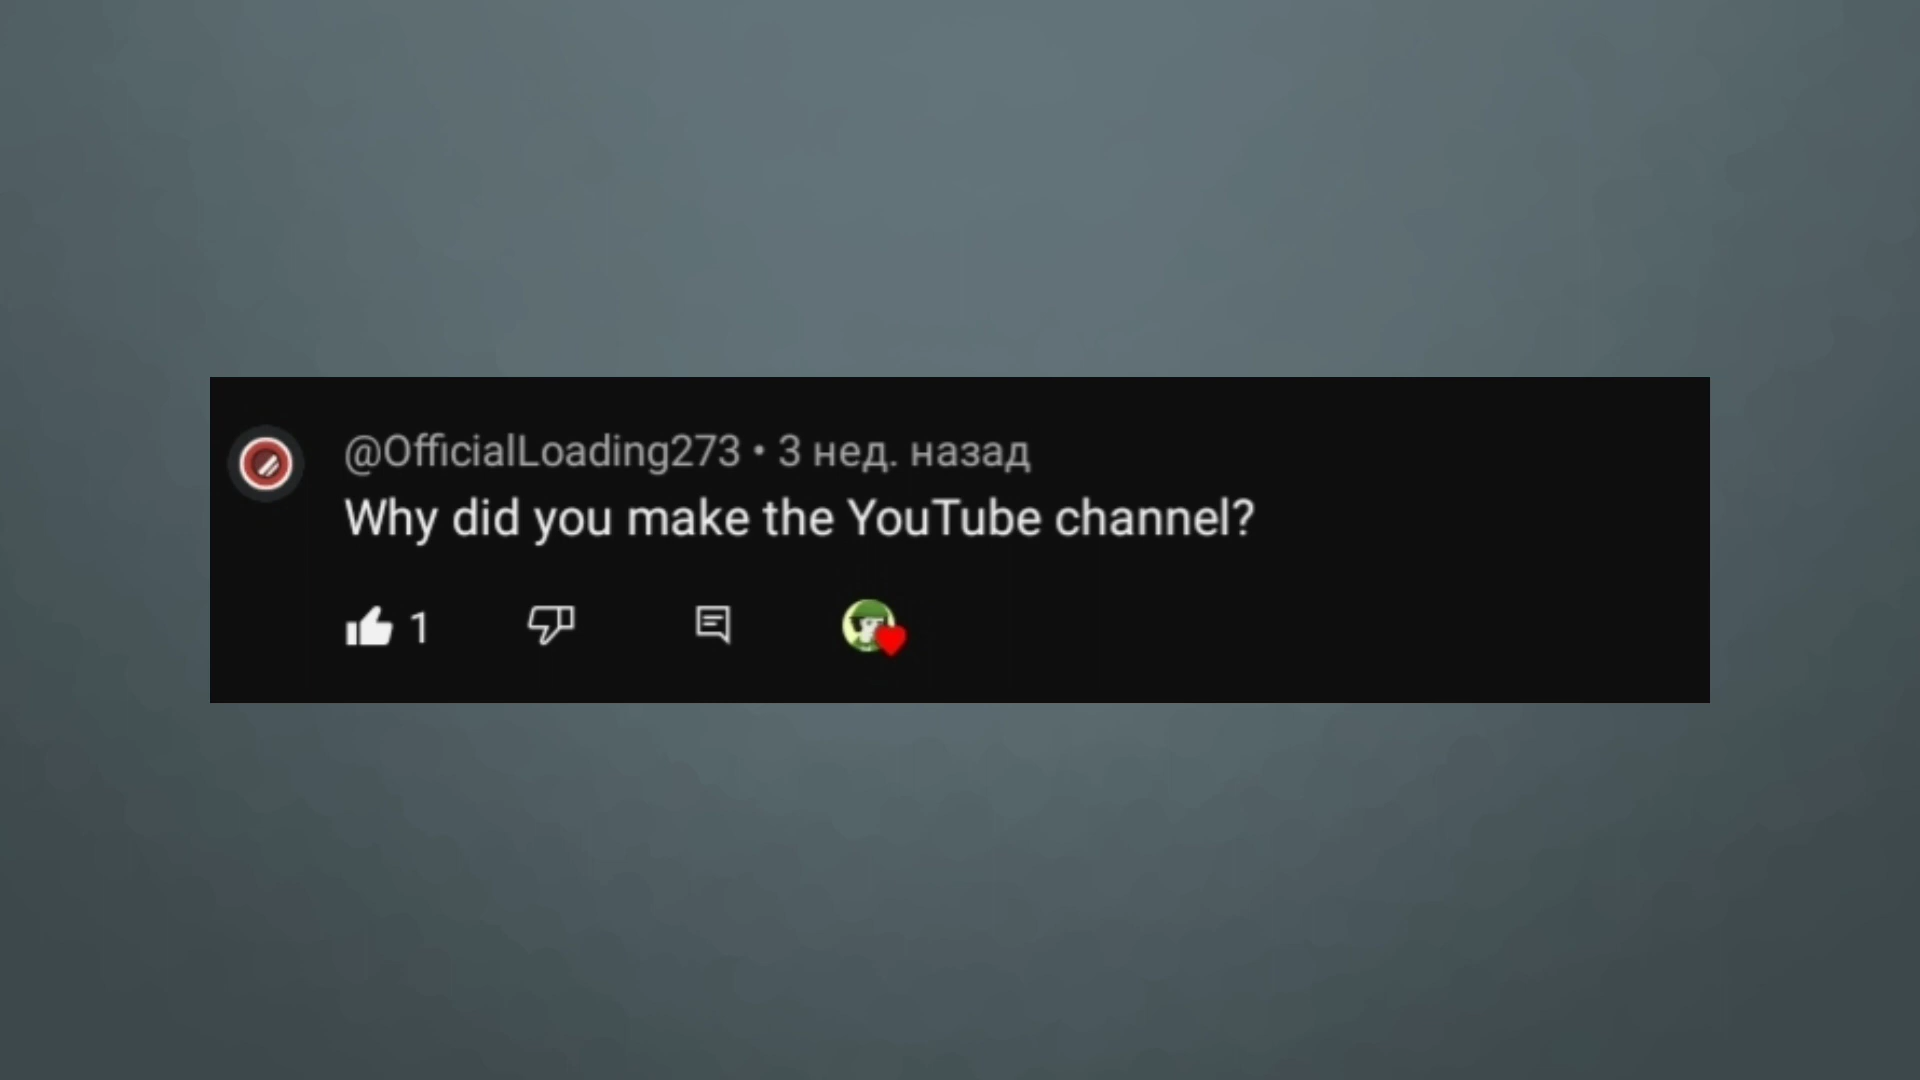 @OfficialLoading273 • 3 нед. назад
Why did you make the YouTube channel?
1